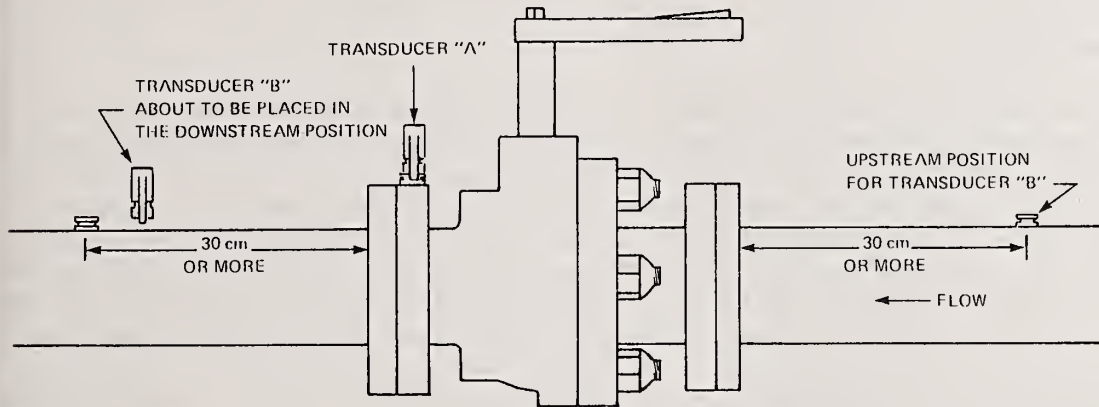 TRANSDUCER "A"
TRANSDUCER "B"
ABOUT TO BE PLACED IN
THE DOWNSTREAM POSITION
UPSTREAM POSITION
FOR TRANSDUCER "B"
30 cm
OR MORE
30 cm
OR MORE
FLOW